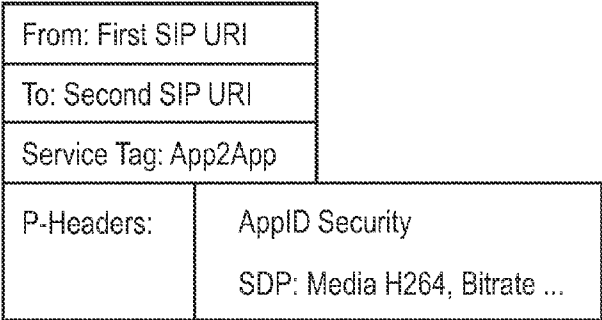 From: First SIP URI
To: Second SIP URI
Service Tag: App2App
P-Headers: AppID Security
SDP: Media H264, Bitrate ...